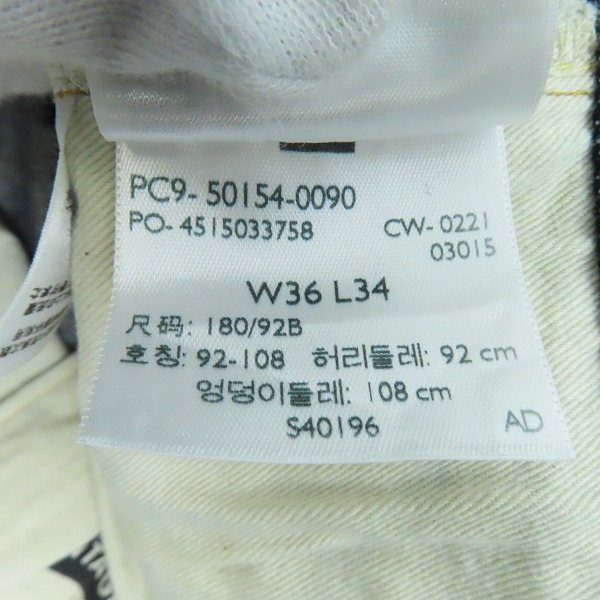 PC9- 50154-0090
PO- 4515033758 CW- 0221
03015
W36 L34
尺码: 180/92B
호칭: 92-108 허리둘레: 92 cm
엉덩이둘레: 108 cm
S40196 AD